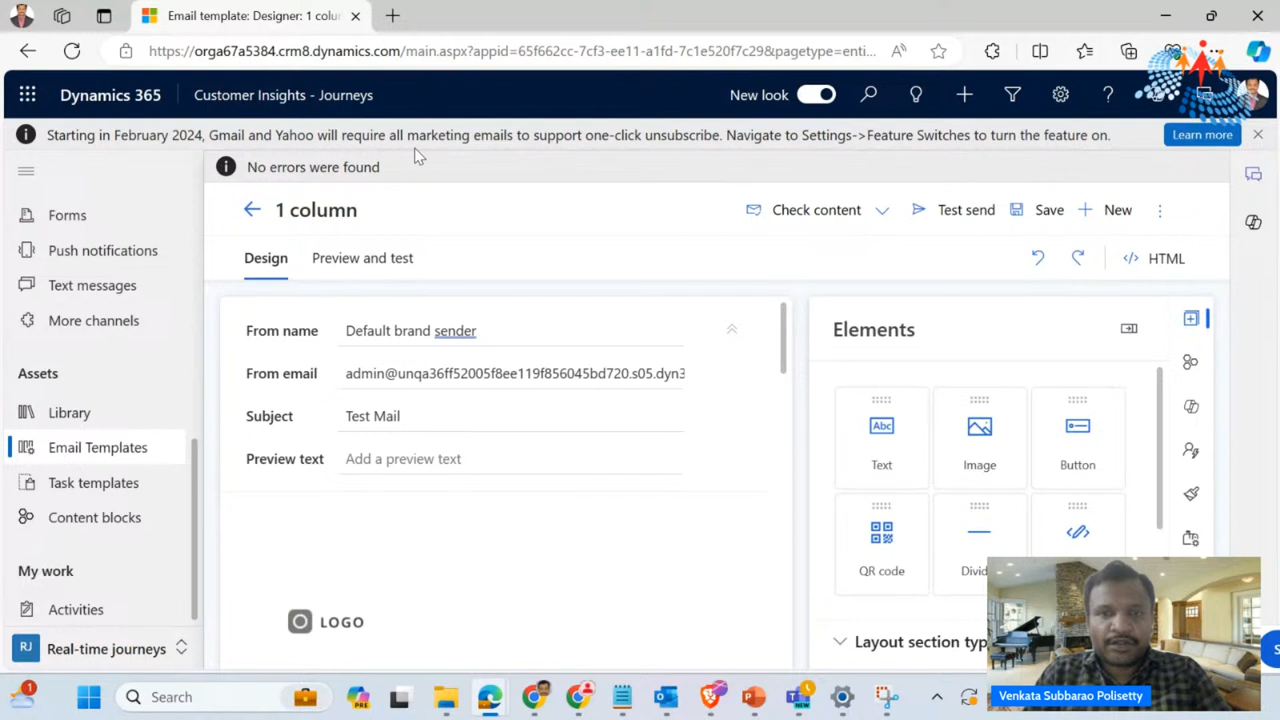 Email template: Designer: 1 colu
https://orga67a5384.crm8.dynamics.com/main.aspx?appid=65f662cc-7cf3-ee11-a1fd-7c1e520f7c29&pagetype=enti...
Dynamics 365
Customer Insights - Journeys
New look
Starting in February 2024, Gmail and Yahoo will require all marketing emails to support one-click unsubscribe. Navigate to Settings->Feature Switches to turn the feature on.
Learn more
No errors were found
1 column
Check content
Test send
Save
New
Design
Preview and test
HTML
Forms
Push notifications
Text messages
More channels
Assets
Library
Email Templates
Task templates
Content blocks
My work
Activities
RJ
Real-time journeys
From name
Default brand sender
From email
admin@unqa36ff52005f8ee119f856045bd720.s05.dyn3
Subject
Test Mail
Preview text
Add a preview text
LOGO
Elements
Abc
Text
Image
Button
QR code
Divid
Layout section typ
Venkata Subbarao Polisetty
1
Search
NEW